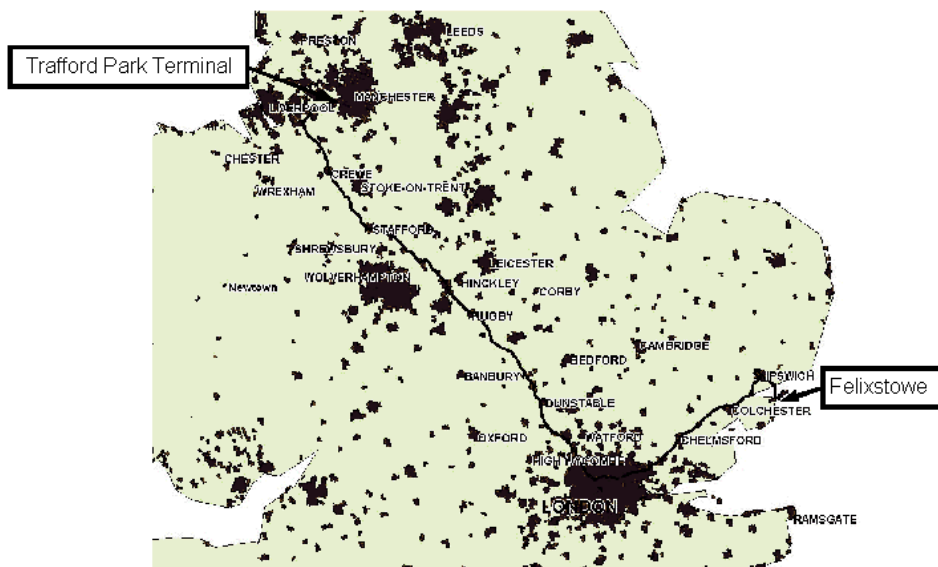 PRESTON
LEEDS
Trafford Park Terminal
MANCHESTER
LIVERPOOL
CHESTER
CREWE
WREXHAM
STOKE-ON-TRENT
STAFFORD
SHREWSBURY
LEICESTER
WOLVERHAMPTON
HINCKLEY
Newtown
CORBY
RUGBY
CAMBRIDGE
BEDFORD
BANBURY
IPSWICH
Felixstowe
DUNSTABLE
COLCHESTER
OXFORD
WATFORD
CHELMSFORD
HIGH WYCOMBE
LONDON
RAMSGATE